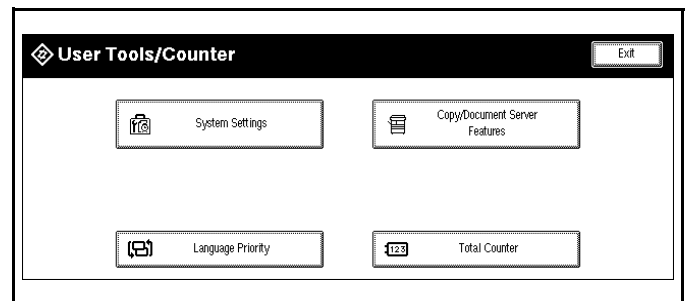 User Tools/Counter
Exit
System Settings
Copy/Document Server
Features
Language Priority
123
Total Counter